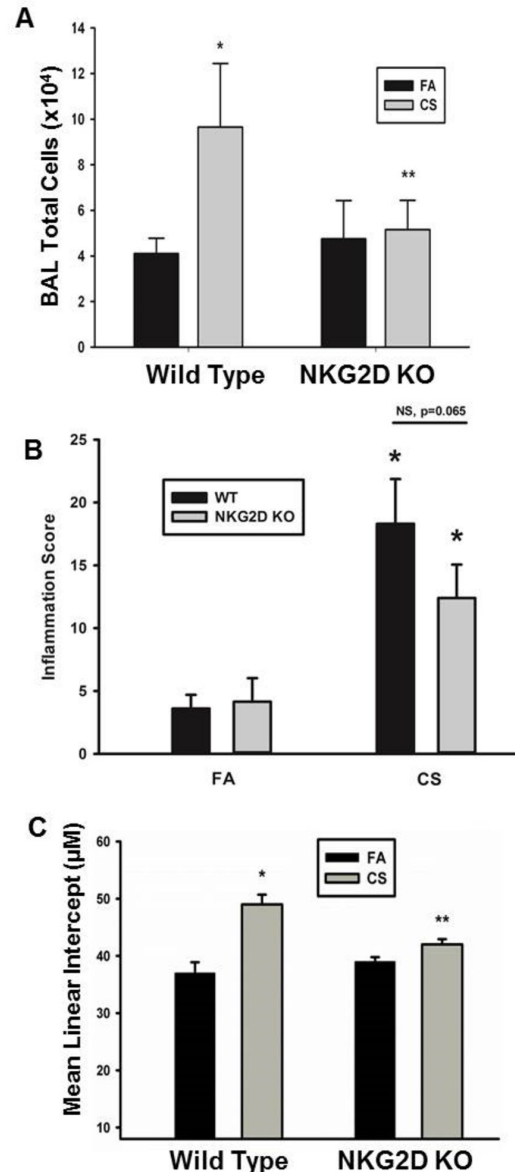 A
BAL Total Cells (x10⁴)
14
12
10
8
6
4
2
0
*
**
FA
CS
Wild Type
NKG2D KO
NS, p=0.065
B
Inflammation Score
25
20
15
10
5
0
WT
NKG2D KO
*
*
FA
CS
C
Mean Linear Intercept (µM)
60
50
40
30
20
10
FA
CS
*
**
Wild Type
NKG2D KO